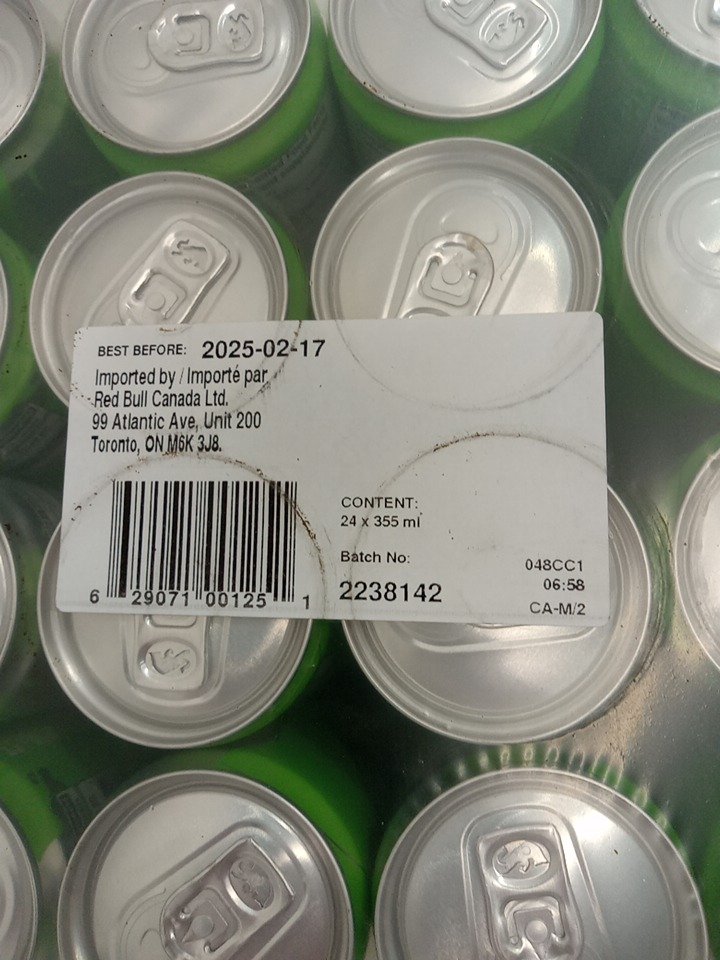 BEST BEFORE: 2025-02-17
Imported by / Importé par
Red Bull Canada Ltd.
99 Atlantic Ave, Unit 200
Toronto, ON M6K 3J8.
CONTENT:
24 x 355 ml
Batch No:
2238142
048CC1
06:58
CA-M/2
6 29071 00125 1